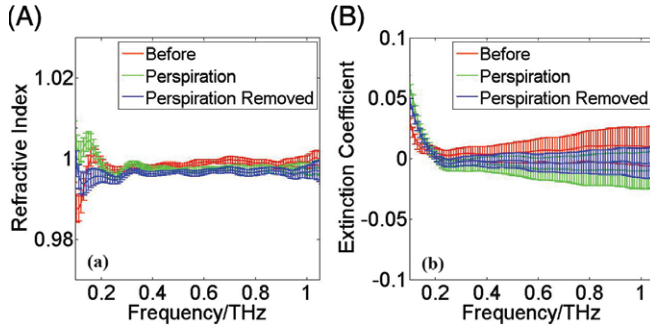 (A)
Before
Perspiration
Perspiration Removed
1.02
1
0.98
Refractive Index
(a)
0.2 0.4 0.6 0.8 1
Frequency/THz
(B)
Before
Perspiration
Perspiration Removed
0.1
0.05
0
-0.05
-0.1
Extinction Coefficient
(b)
0.2 0.4 0.6 0.8 1
Frequency/THz